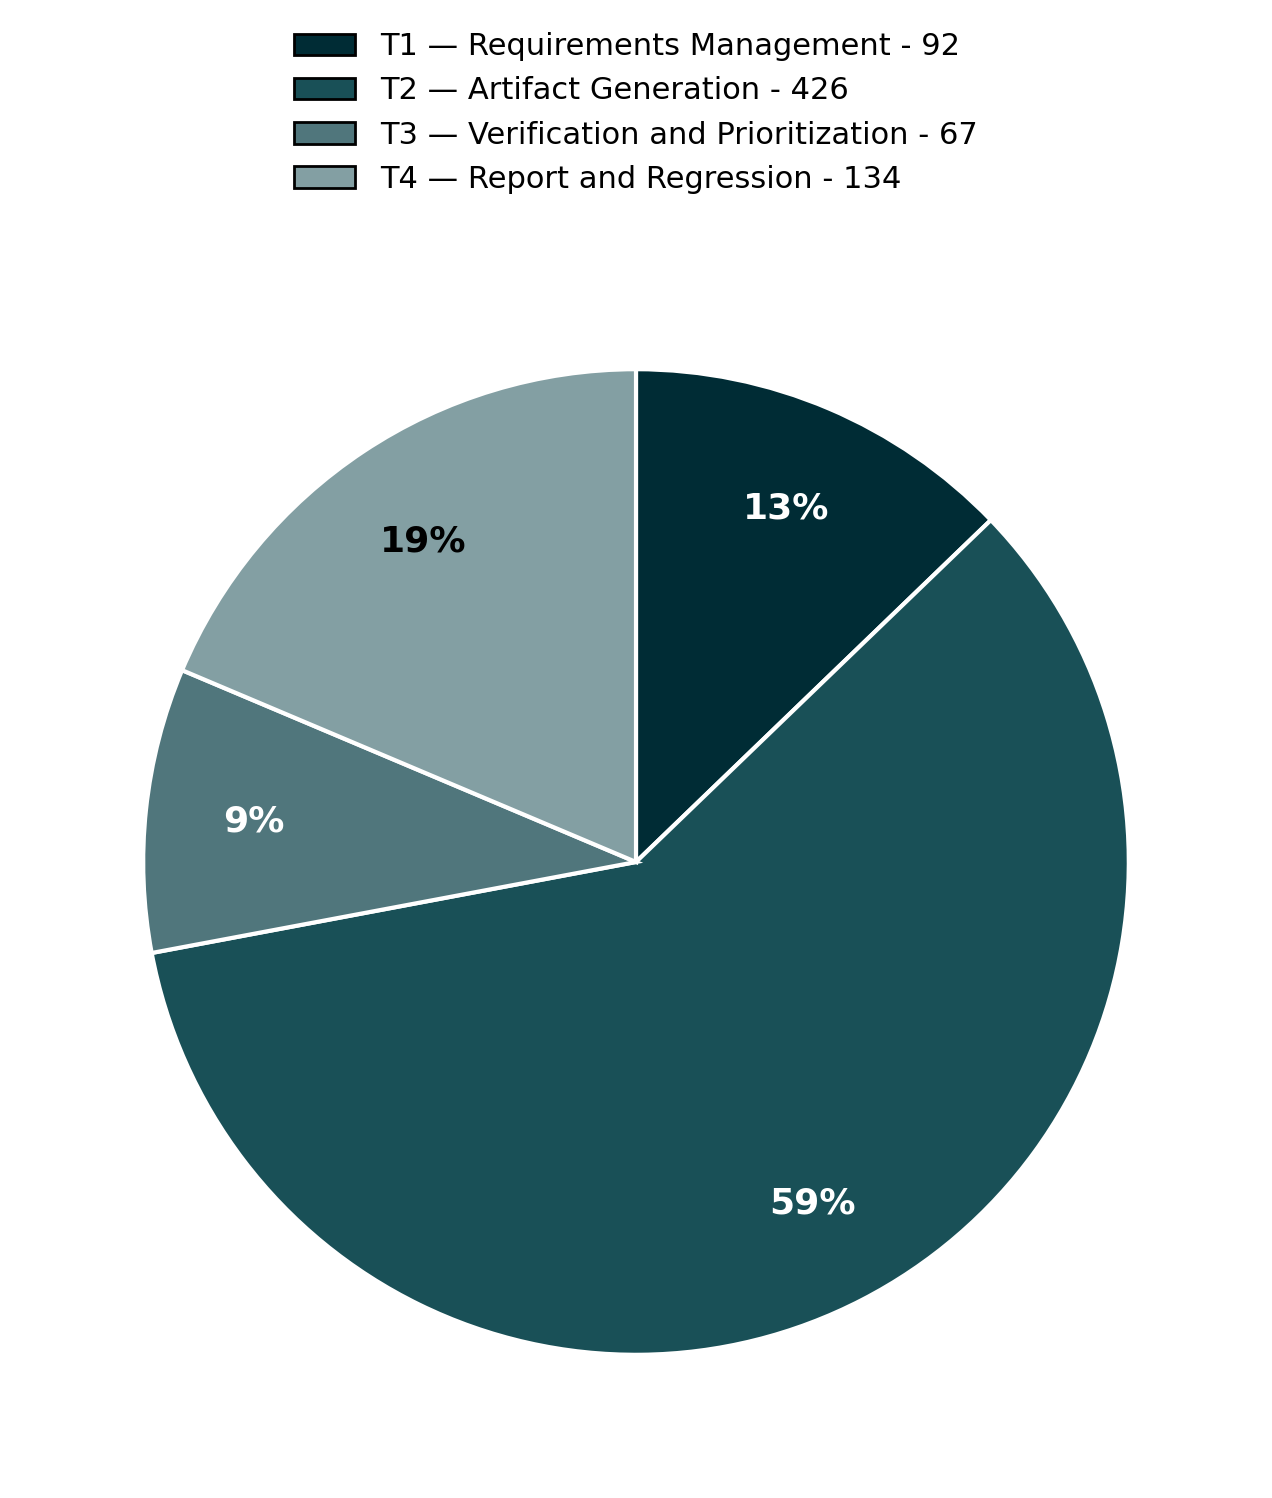 T1 — Requirements Management - 92
T2 — Artifact Generation - 426
T3 — Verification and Prioritization - 67
T4 — Report and Regression - 134
13%
19%
9%
59%